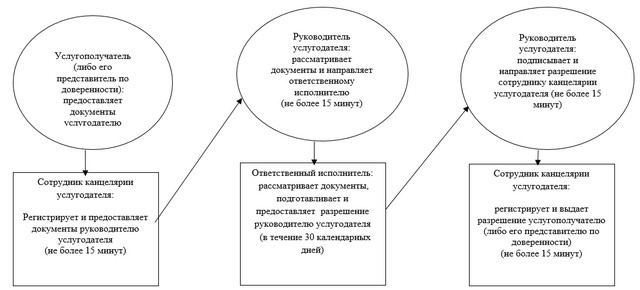 Услугополучатель
(либо его
представитель по
доверенности):
предоставляет
документы
услугодателю
Сотрудник канцелярии
услугодателя:
Регистрирует и предоставляет
документы руководителю
услугодателя
(не более 15 минут)
Руководитель
услугодателя:
рассматривает
документы и направляет
ответственному
исполнителю
(не более 15 минут)
Ответственный исполнитель:
рассматривает документы,
подготавливает и
предоставляет разрешение
руководителю услугодателя
(в течение 30 календарных
дней)
Руководитель
услугодателя:
подписывает и
направляет разрешение
сотруднику канцелярии
услугодателя (не более 15
минут)
Сотрудник канцелярии
услугодателя:
регистрирует и выдает
разрешение услугополучателю
(либо его представителю по
доверенности)
(не более 15 минут)